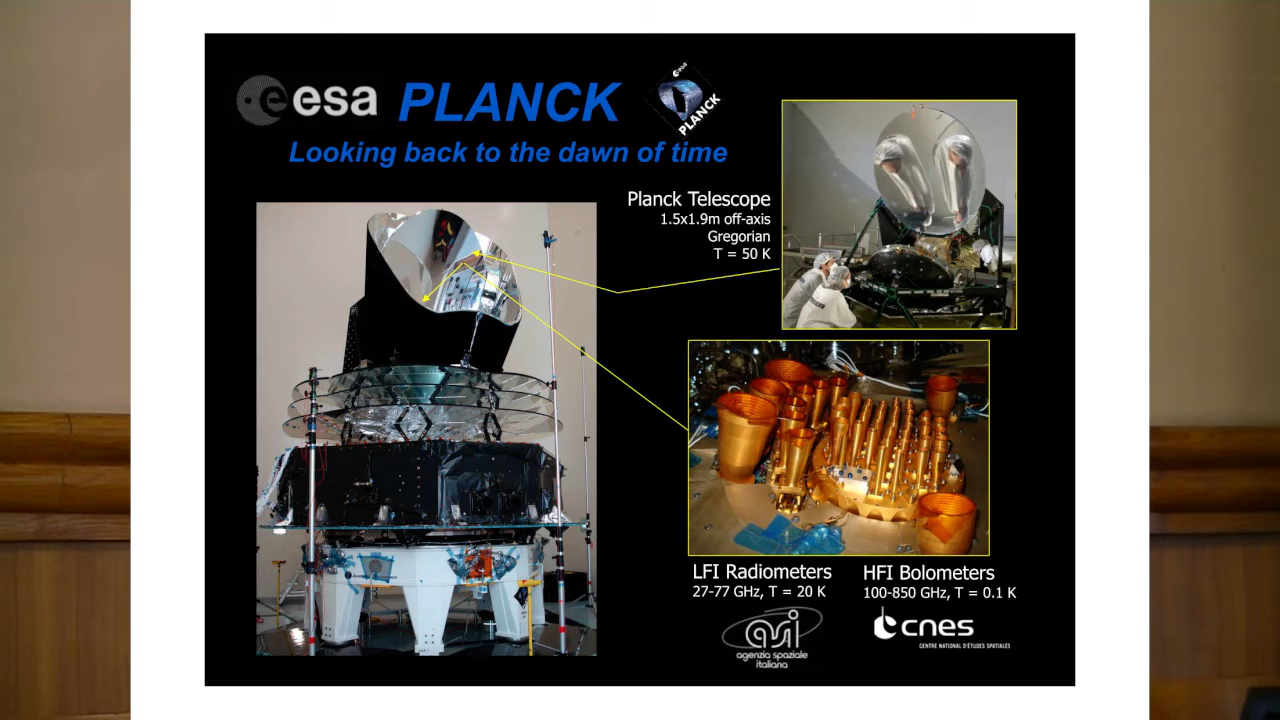 esa PLANCK
PLANCK
Looking back to the dawn of time
Planck Telescope
1.5x1.9m off-axis
Gregorian
T = 50 K
LFI Radiometers
27-77 GHz, T = 20 K
HFI Bolometers
100-850 GHz, T = 0.1 K
asi
agenzia spaziale
italiana
cnes
CENTRE NATIONAL D'ÉTUDES SPATIALES